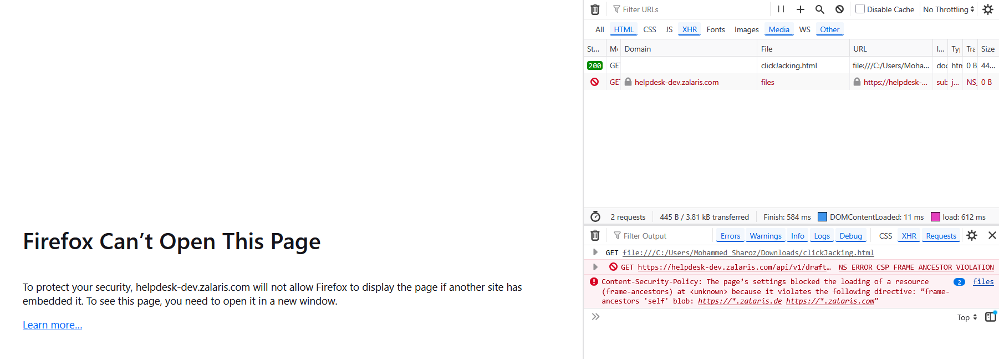 Firefox Can’t Open This Page
To protect your security, helpdesk-dev.zalaris.com will not allow Firefox to display the page if another site has
embedded it. To see this page, you need to open it in a new window.
Learn more...
Filter URLs
Disable Cache
No Throttling
All HTML CSS JS XHR Fonts Images Media WS Other
St... Me Domain File URL I... Ty Tra Size
200 GET clickJacking.html file:///C:/Users/Moha... doc htm 0 B 44...
GET helpdesk-dev.zalaris.com files https://helpdesk-... sub j... NS_ 0 B
2 requests 445 B / 3.81 kB transferred Finish: 584 ms DOMContentLoaded: 11 ms load: 612 ms
Filter Output Errors Warnings Info Logs Debug CSS XHR Requests
GET file:///C:/Users/Mohammed Sharoz/Downloads/clickJacking.html
GET https://helpdesk-dev.zalaris.com/api/v1/draft… NS_ERROR_CSP_FRAME_ANCESTOR_VIOLATION
Content-Security-Policy: The page’s settings blocked the loading of a resource 2 files
(frame-ancestors) at <unknown> because it violates the following directive: “frame-
ancestors 'self' blob: https://*.zalaris.de https://*.zalaris.com”
Top